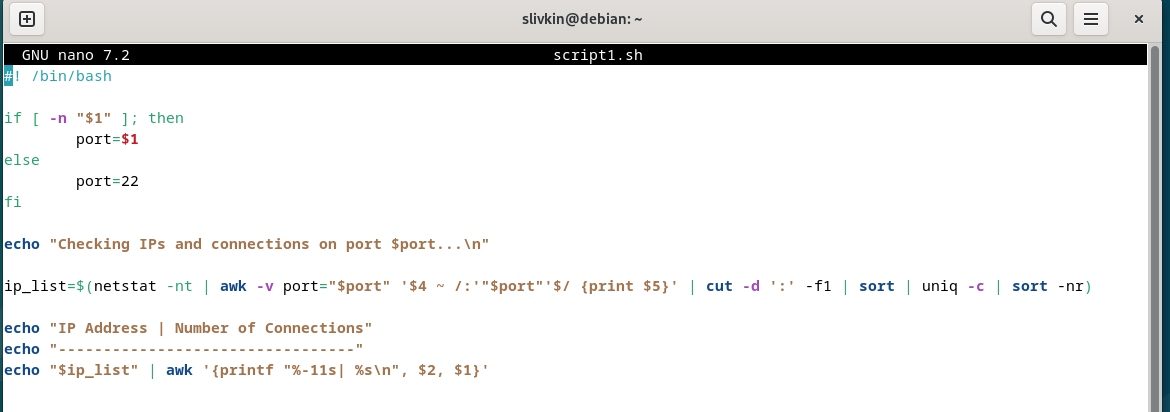 slivkin@debian: ~
GNU nano 7.2 script1.sh
#! /bin/bash
if [ -n "$1" ]; then
port=$1
else
port=22
fi
echo "Checking IPs and connections on port $port...\n"
ip_list=$(netstat -nt | awk -v port="$port" '$4 ~ /:'"$port"'$/ {print $5}' | cut -d ':' -f1 | sort | uniq -c | sort -nr)
echo "IP Address | Number of Connections"
echo "---------------------------------"
echo "$ip_list" | awk '{printf "%-11s| %s\n", $2, $1}'